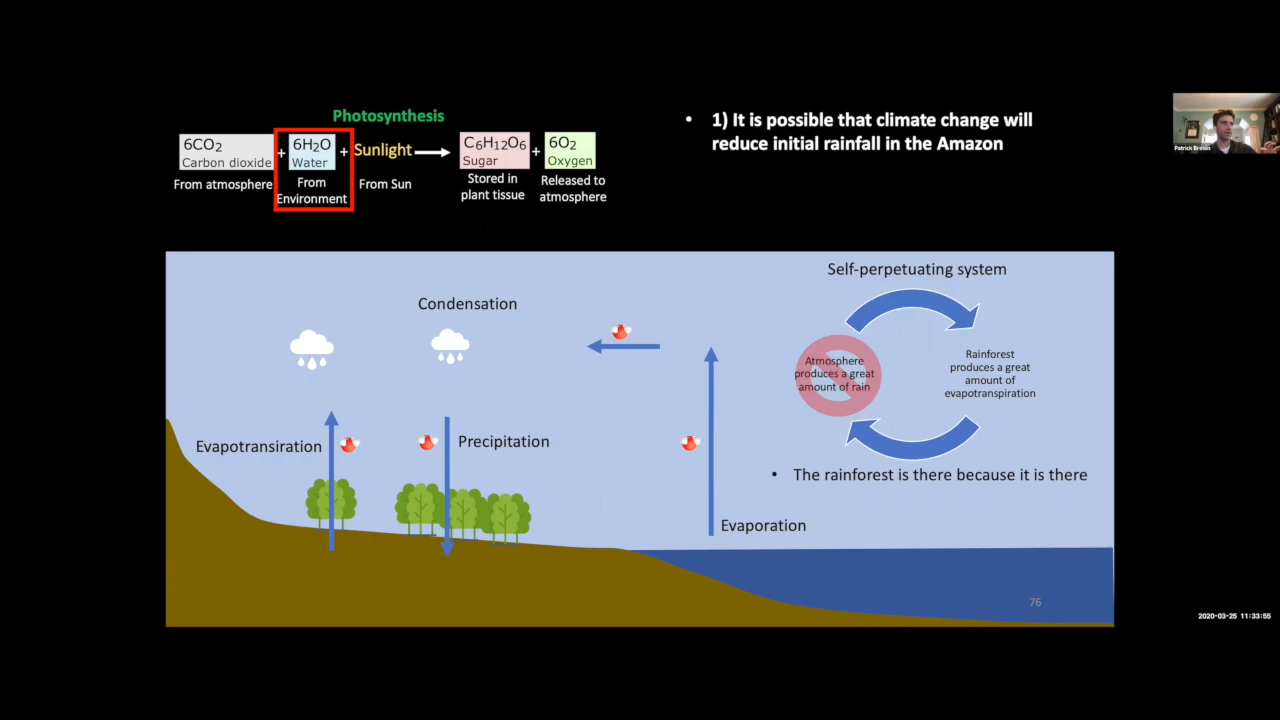 Photosynthesis
6CO2 + 6H2O + Sunlight C6H12O6 + 6O2
Carbon dioxide Water Sugar Oxygen
From atmosphere
From
Environment
From Sun
Stored in
plant tissue
Released to
atmosphere
• 1) It is possible that climate change will
reduce initial rainfall in the Amazon
Patrick Brown
Self-perpetuating system
Condensation
Atmosphere
produces a great
amount of rain
Rainforest
produces a great
amount of
evapotranspiration
Evapotransiration
Precipitation
• The rainforest is there because it is there
Evaporation
76
2020-03-25 11:33:55